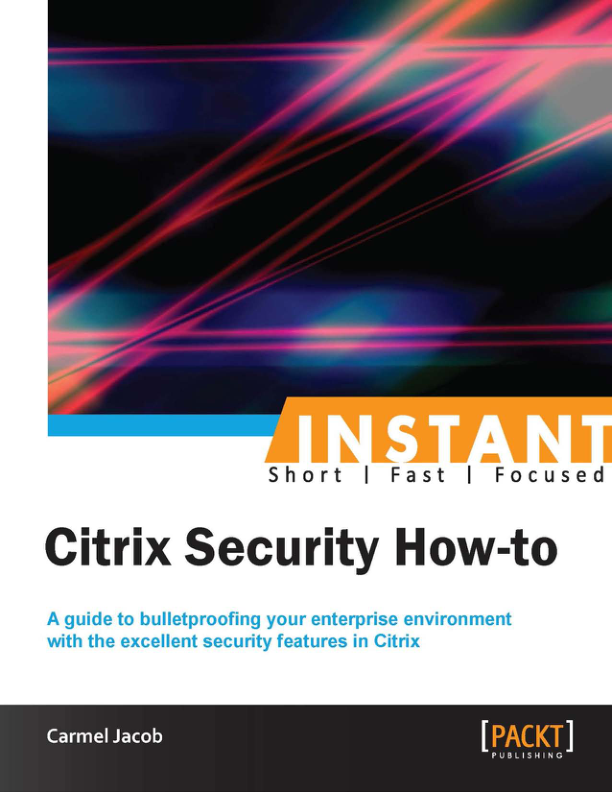 INSTANT
Short | Fast | Focused
Citrix Security How-to
A guide to bulletproofing your enterprise environment
with the excellent security features in Citrix
Carmel Jacob
[PACKT]
PUBLISHING